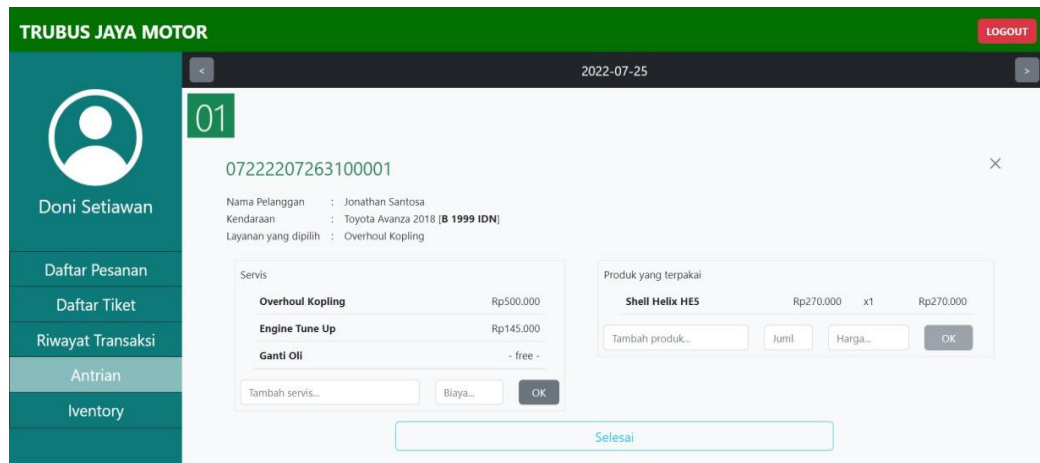 TRUBUS JAYA MOTOR
LOGOUT
<
2022-07-25
>
Doni Setiawan
Daftar Pesanan
Daftar Tiket
Riwayat Transaksi
Antrian
Iventory
01
07222207263100001
×
Nama Pelanggan : Jonathan Santosa
Kendaraan : Toyota Avanza 2018 [B 1999 IDN]
Layanan yang dipilih : Overhoul Kopling
Servis
Overhoul Kopling Rp500.000
Engine Tune Up Rp145.000
Ganti Oli - free -
Tambah servis... Biaya... OK
Produk yang terpakai
Shell Helix HE5 Rp270.000 x1 Rp270.000
Tambah produk... Juml Harga... OK
Selesai